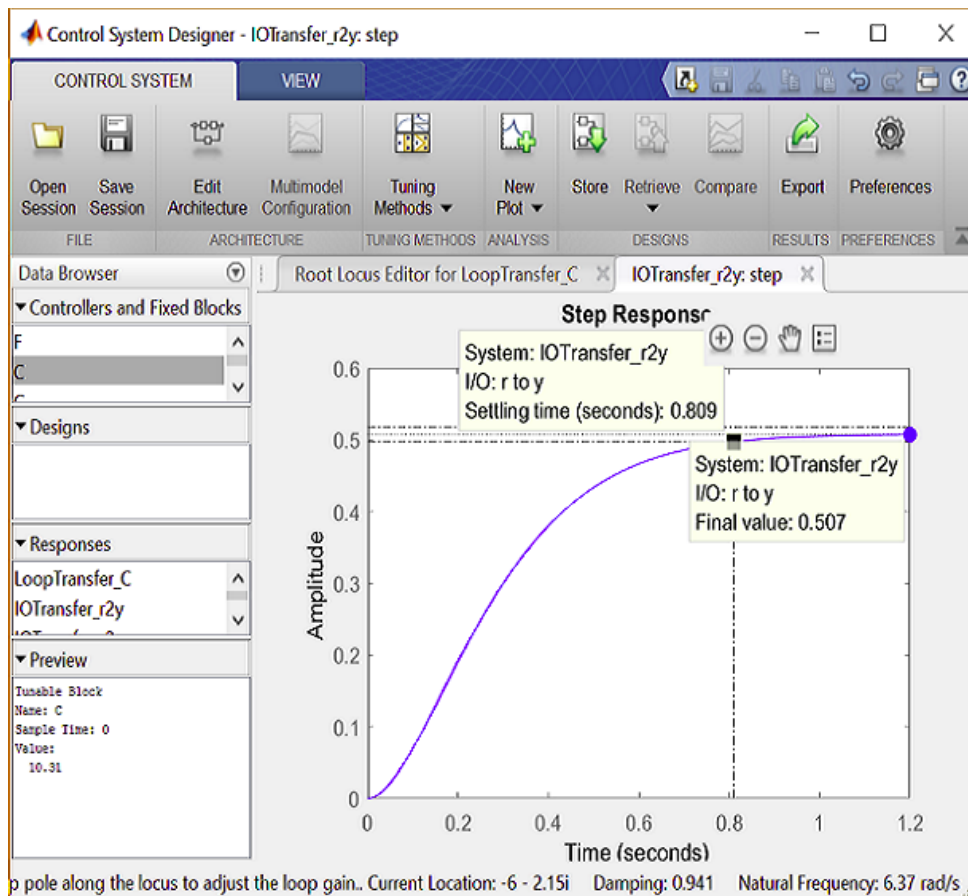 Control System Designer - IOTransfer_r2y: step
CONTROL SYSTEM
VIEW
Open Session
Save Session
Edit Architecture
Multimodel Configuration
Tuning Methods
New Plot
Store
Retrieve
Compare
Export
Preferences
FILE
ARCHITECTURE
TUNING METHODS
ANALYSIS
DESIGNS
RESULTS
PREFERENCES
Data Browser
Root Locus Editor for LoopTransfer_C
IOTransfer_r2y: step
Controllers and Fixed Blocks
F
C
Designs
Responses
LoopTransfer_C
IOTransfer_r2y
Preview
Tunable Block
Name: C
Sample Time: 0
Value:
10.31
Step Response
System: IOTransfer_r2y
I/O: r to y
Settling time (seconds): 0.809
System: IOTransfer_r2y
I/O: r to y
Final value: 0.507
Amplitude
0.6
0.5
0.4
0.3
0.2
0.1
0
0 0.2 0.4 0.6 0.8 1 1.2
Time (seconds)
p pole along the locus to adjust the loop gain.. Current Location: -6 - 2.15i Damping: 0.941 Natural Frequency: 6.37 rad/s